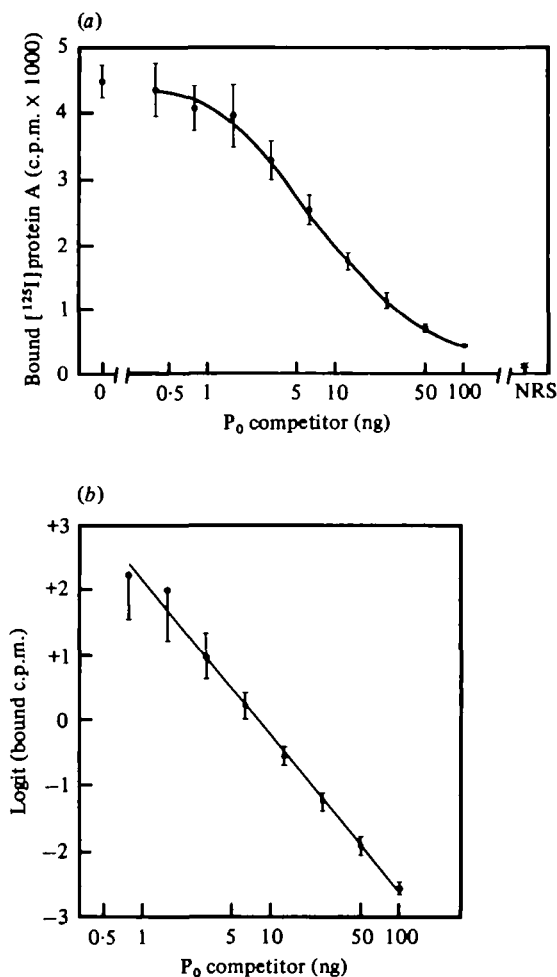 (a)
Bound [¹²⁵I]protein A (c.p.m. × 1000)
5
4
3
2
1
0
0 0·5 1 5 10 50 100 NRS
P₀ competitor (ng)
(b)
Logit (bound c.p.m.)
+3
+2
+1
0
−1
−2
−3
0·5 1 5 10 50 100
P₀ competitor (ng)